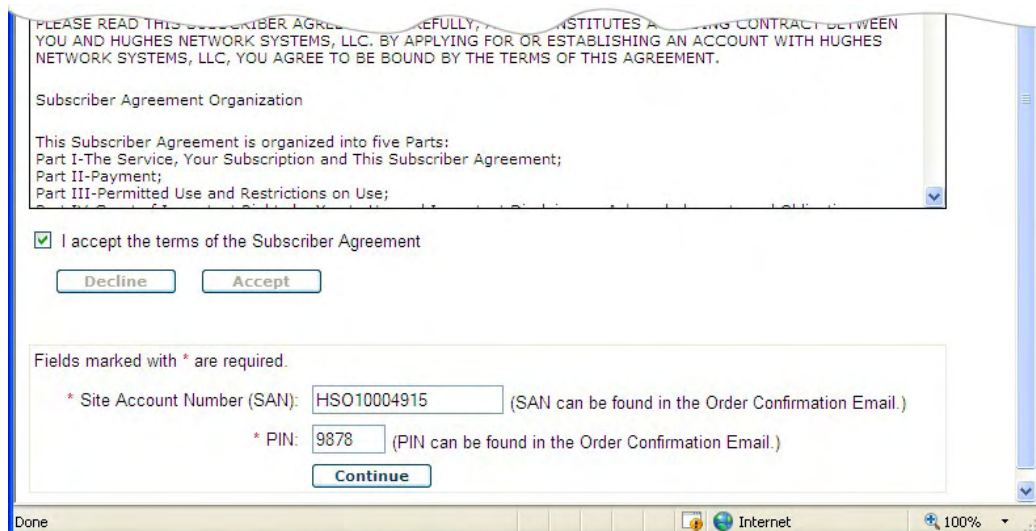 PLEASE READ THIS SUBSCRIBER BETWEEN
YOU AND HUGHES NETWORK SYSTEMS, LLC. BY APPLYING FOR OR ESTABLISHING AN ACCOUNT WITH HUGHES
NETWORK SYSTEMS, LLC, YOU AGREE TO BE BOUND BY THE TERMS OF THIS AGREEMENT.
Subscriber Agreement Organization
This Subscriber Agreement is organized into five Parts:
Part I-The Service, Your Subscription and This Subscriber Agreement;
Part II-Payment;
Part III-Permitted Use and Restrictions on Use;
I accept the terms of the Subscriber Agreement
Decline Accept
Fields marked with * are required.
* Site Account Number (SAN): HSO10004915 (SAN can be found in the Order Confirmation Email.)
* PIN: 9878 (PIN can be found in the Order Confirmation Email.)
Continue
Done Internet 100%